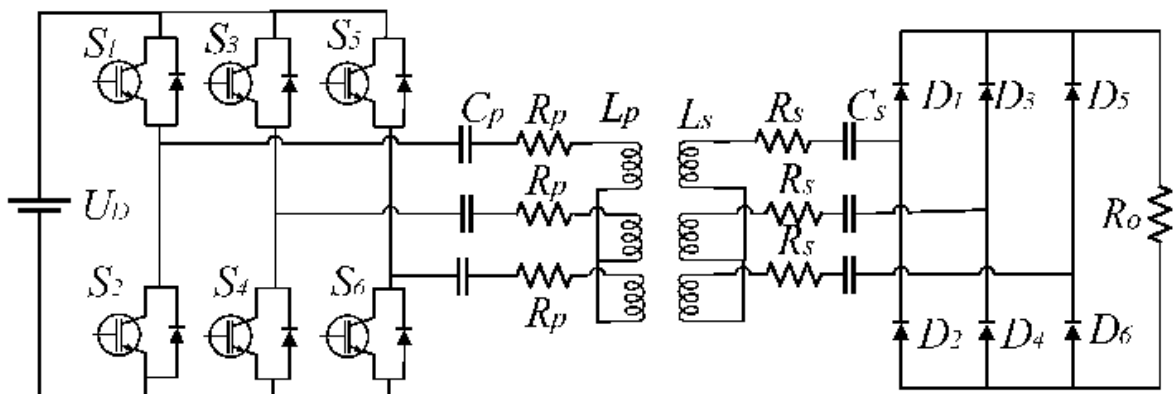 S1
S3
S5
Cp
Rp
Lp
Ls
Rs
Cs
D1
D3
D5
UD
Rp
Rs
Ro
Rs
S2
S4
S6
Rp
D2
D4
D6